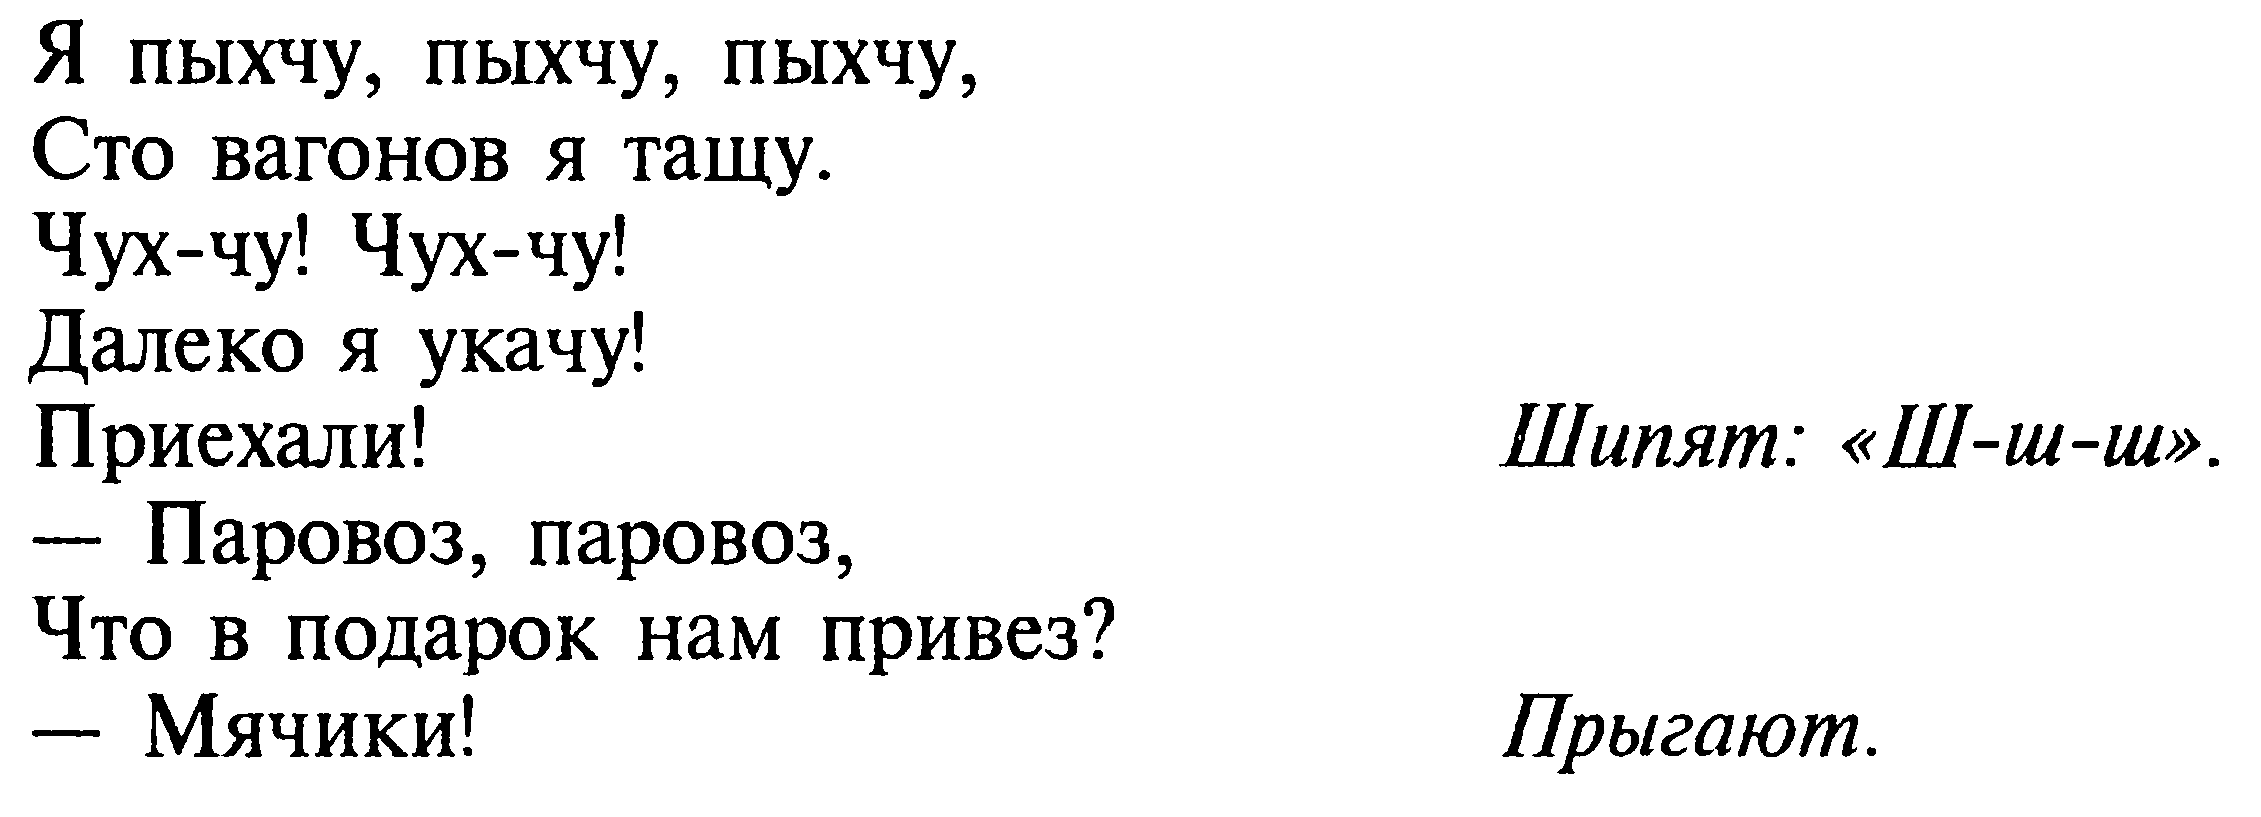 Я пыхчу, пыхчу, пыхчу,
Сто вагонов я тащу.
Чух-чу! Чух-чу!
Далеко я укачу!
Приехали! Шипят: «Ш-ш-ш».
— Паровоз, паровоз,
Что в подарок нам привез?
— Мячики! Прыгают.